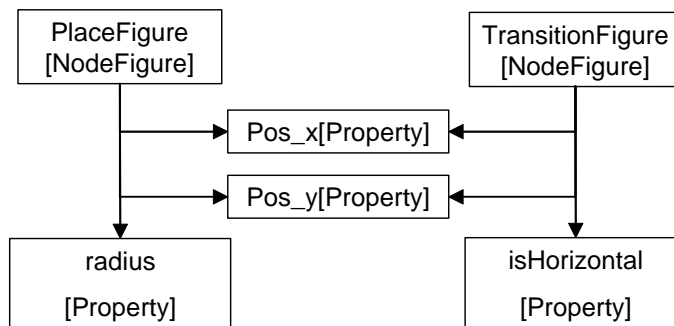 PlaceFigure
[NodeFigure]
TransitionFigure
[NodeFigure]
Pos_x[Property]
Pos_y[Property]
radius
[Property]
isHorizontal
[Property]